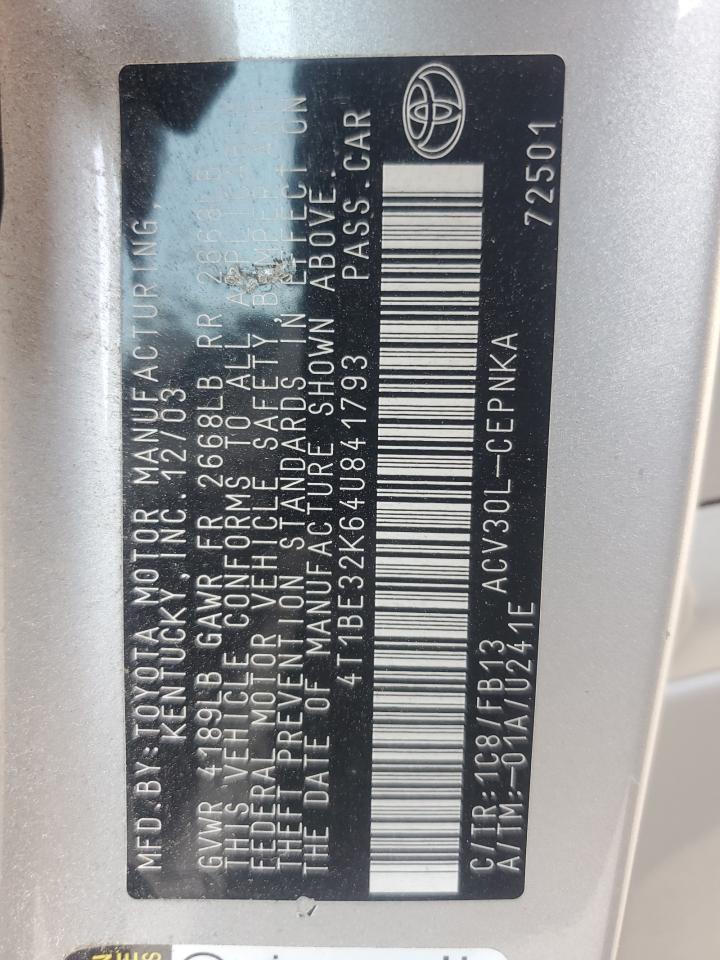 MFD.BY:TOYOTA MOTOR MANUFACTURING,
KENTUCKY,INC.12/03
GVWR 4189LB GAWR FR 2668LB RR 2668LB
THIS VEHICLE CONFORMS TO ALL
FEDERAL MOTOR VEHICLE SAFETY, BUMPER AND
THEFT PREVENTION STANDARDS IN EFFECT ON
THE DATE OF MANUFACTURE SHOWN ABOVE.
4T1BE32K64U841793 PASS.CAR
C/TR:1C8/FB13 ACV30L-CEPNKA
A/TM:-01A/U241E
72501